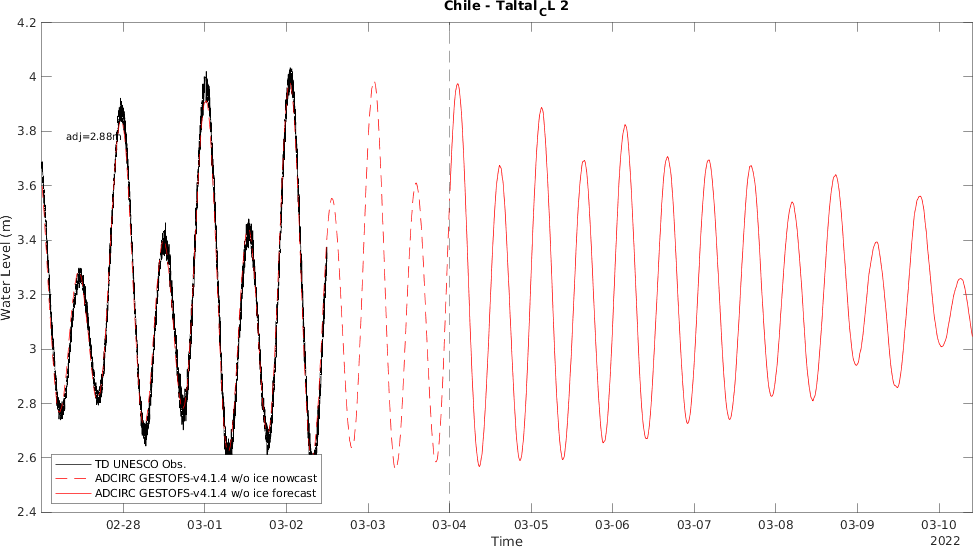 Chile - Taltal_CL 2
4.2
4
3.8
3.6
3.4
3.2
3
2.8
2.6
2.4
Water Level (m)
adj=2.88m
TD UNESCO Obs.
ADCIRC GESTOFS-v4.1.4 w/o ice nowcast
ADCIRC GESTOFS-v4.1.4 w/o ice forecast
02-28 03-01 03-02 03-03 03-04 03-05 03-06 03-07 03-08 03-09 03-10
Time
2022